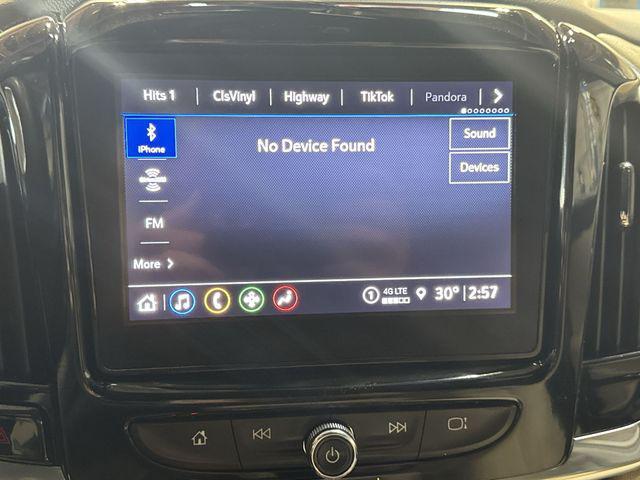 Hits 1 ClsVinyl Highway TikTok Pandora
iPhone
No Device Found
Sound
Devices
FM
More
1 4G LTE 30° 2:57